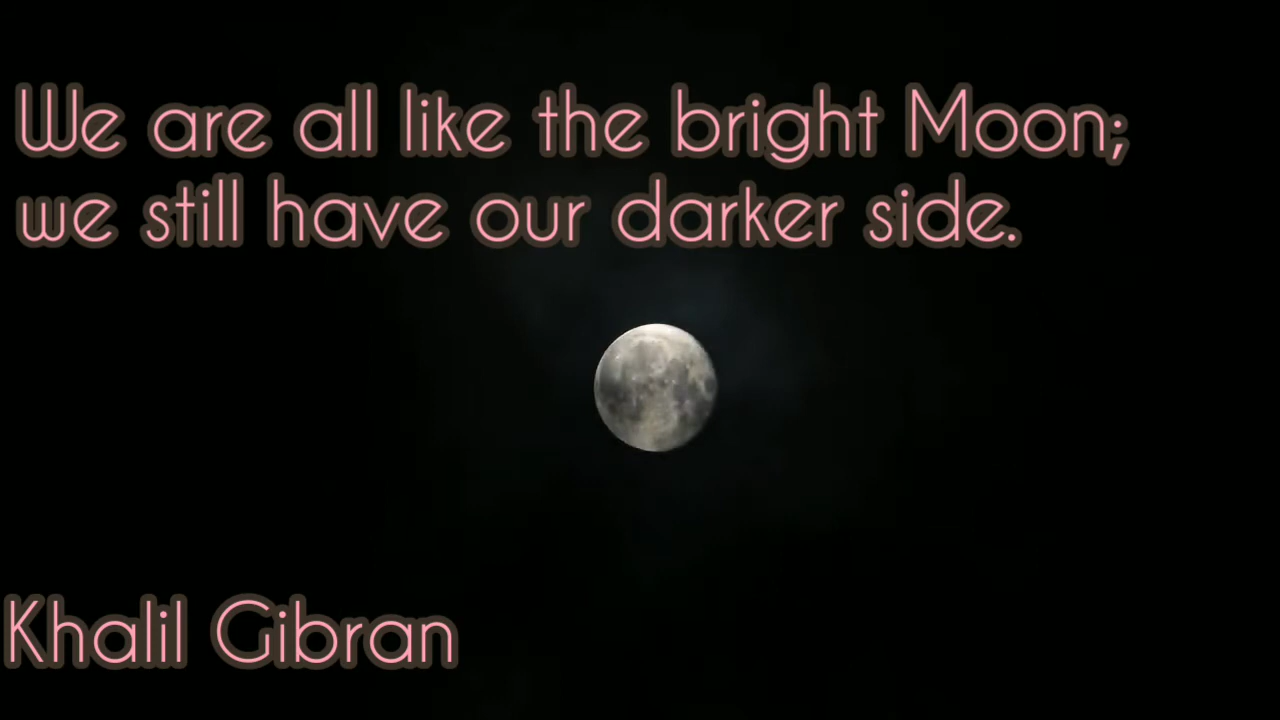 We are all like the bright Moon;
we still have our darker side.
Khalil Gibran